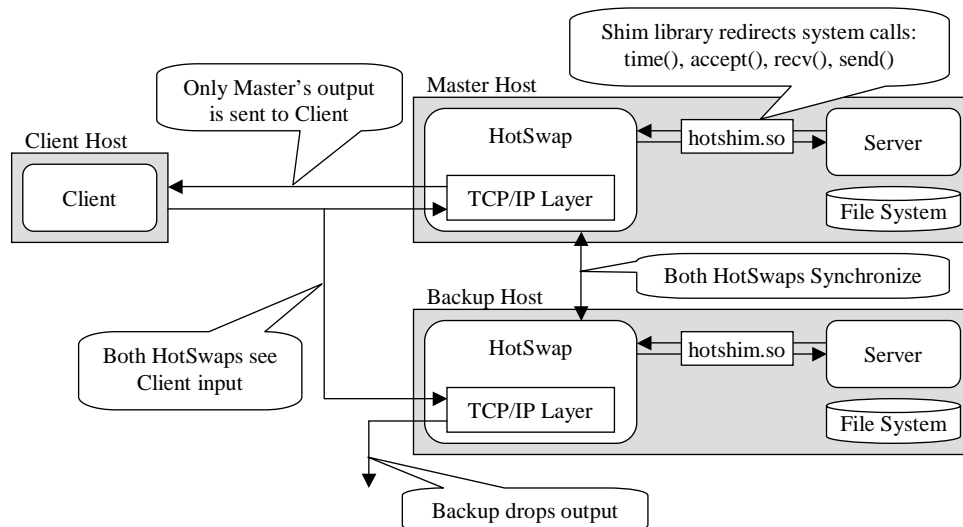 Shim library redirects system calls:
time(), accept(), recv(), send()
Only Master’s output
is sent to Client
Master Host
Client Host
HotSwap
hotshim.so
Server
Client
TCP/IP Layer
File System
Both HotSwaps Synchronize
Backup Host
Both HotSwaps see
Client input
HotSwap
hotshim.so
Server
TCP/IP Layer
File System
Backup drops output